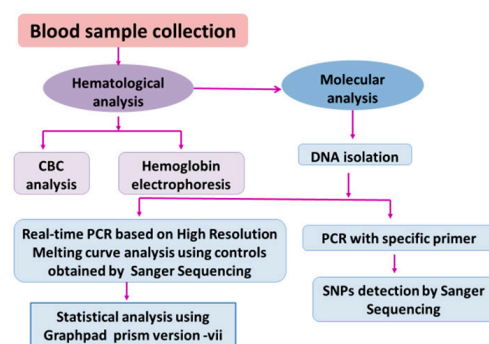 Blood sample collection
Hematological
analysis
Molecular
analysis
CBC
analysis
Hemoglobin
electrophoresis
DNA isolation
Real-time PCR based on High Resolution
Melting curve analysis using controls
obtained by Sanger Sequencing
PCR with specific primer
Statistical analysis using
Graphpad prism version -vii
SNPs detection by Sanger
Sequencing